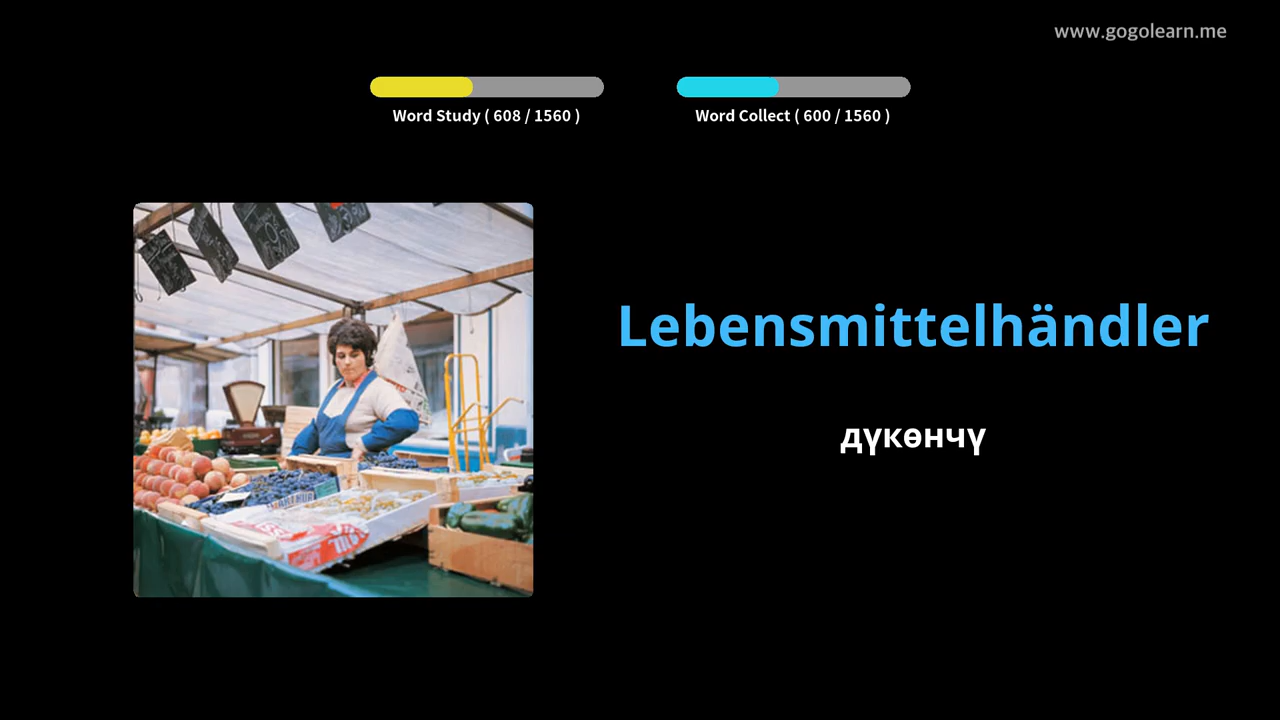 www.gogolearn.me
Word Study ( 608 / 1560 )
Word Collect ( 600 / 1560 )
Lebensmittelhändler
дүкөнчү